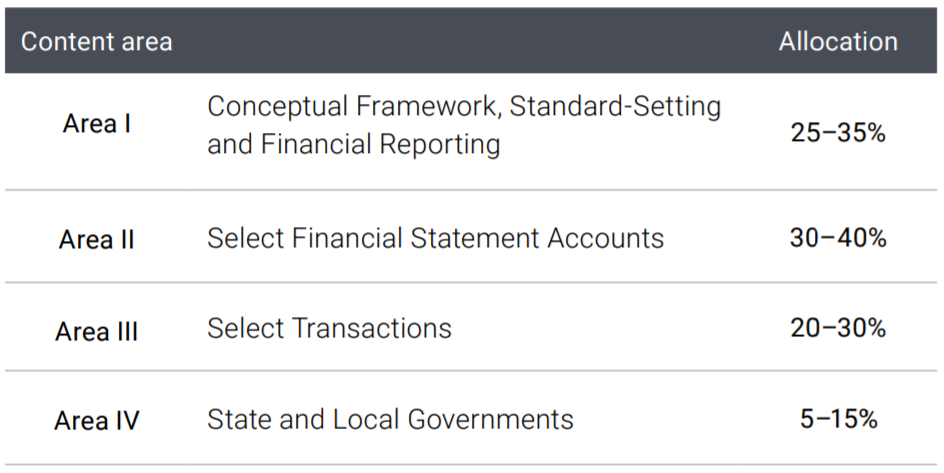 Content area Allocation
Area I Conceptual Framework, Standard-Setting
and Financial Reporting 25–35%
Area II Select Financial Statement Accounts 30–40%
Area III Select Transactions 20–30%
Area IV State and Local Governments 5–15%